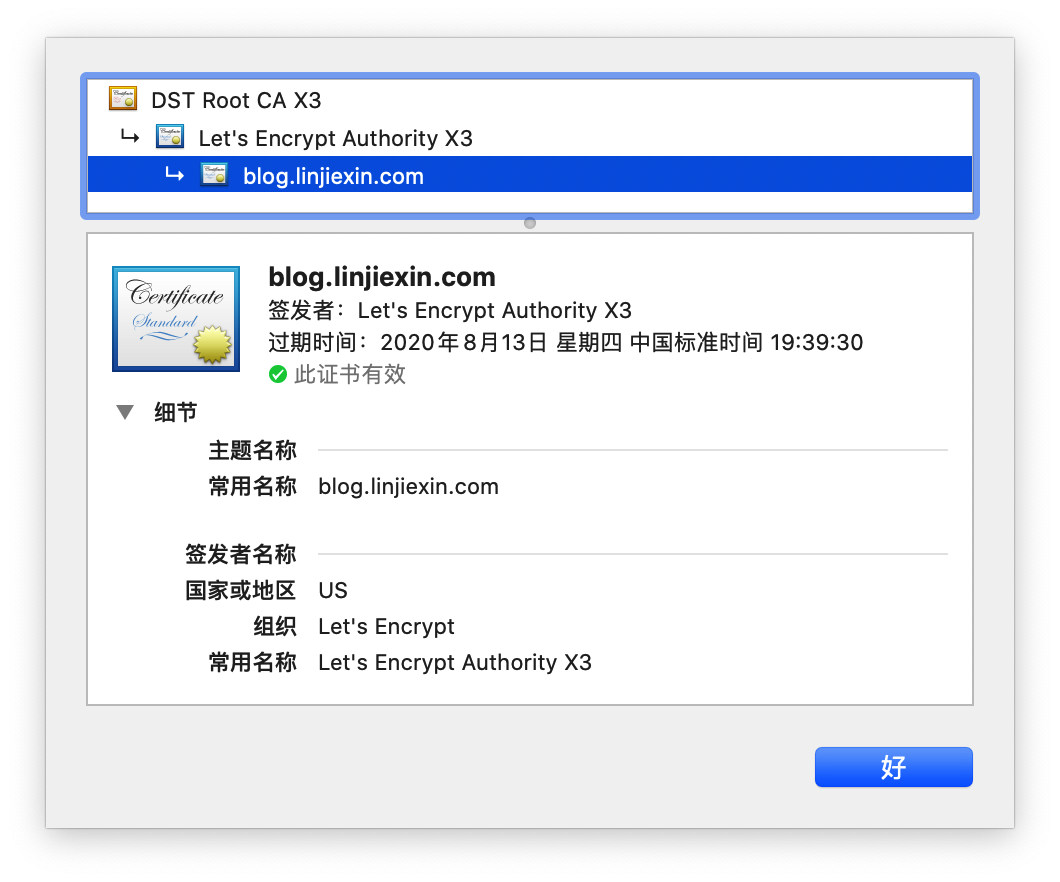 DST Root CA X3
Let's Encrypt Authority X3
blog.linjiexin.com
Certificate
Standard
blog.linjiexin.com
签发者：Let's Encrypt Authority X3
过期时间：2020年8月13日 星期四 中国标准时间 19:39:30
此证书有效
细节
主题名称
常用名称 blog.linjiexin.com
签发者名称
国家或地区 US
组织 Let's Encrypt
常用名称 Let's Encrypt Authority X3
好